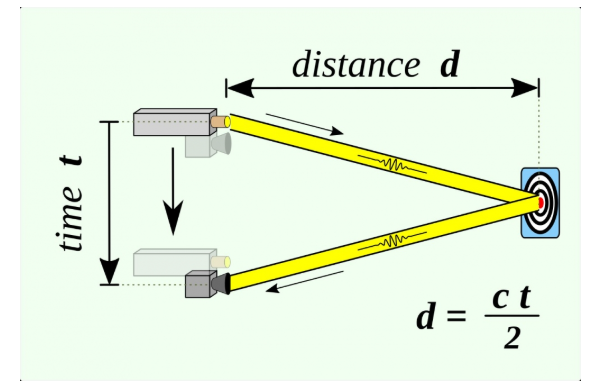 distance d
time t
d = c t / 2